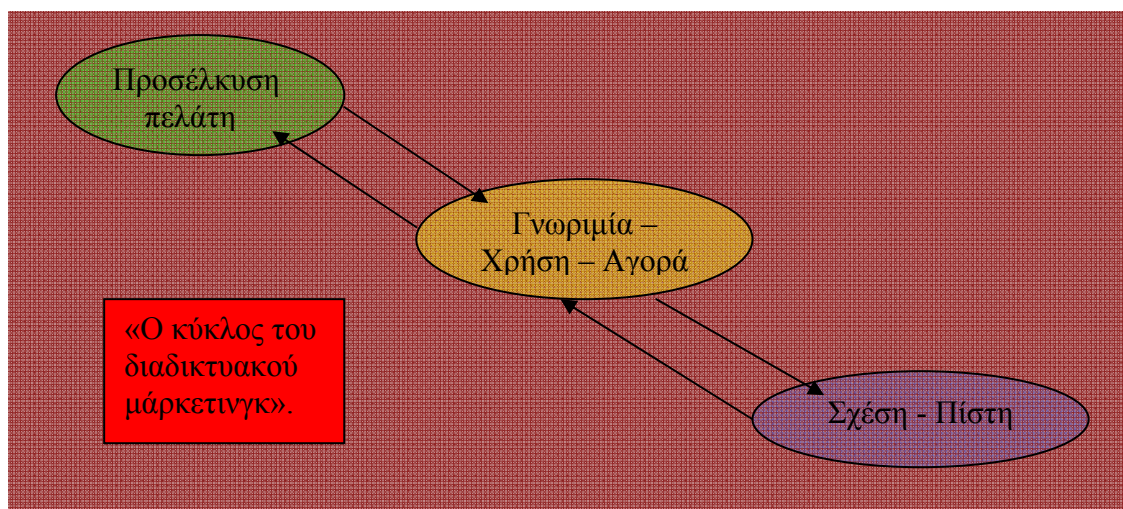 Προσέλκυση
πελάτη
Γνωριμία –
Χρήση – Αγορά
«Ο κύκλος του
διαδικτυακού
μάρκετινγκ».
Σχέση - Πίστη